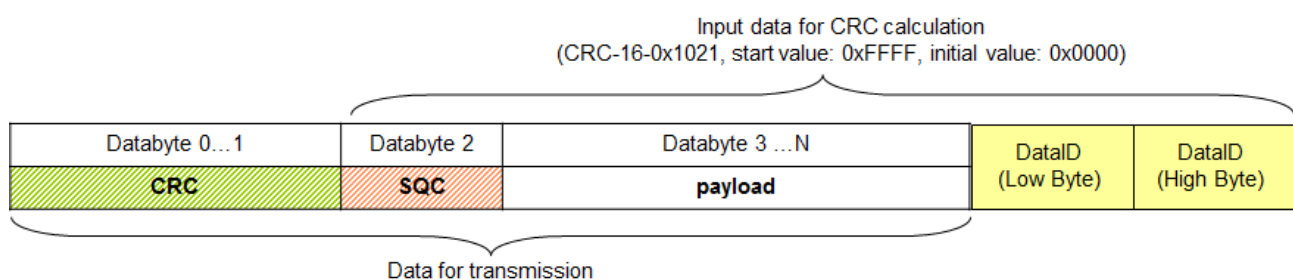 Input data for CRC calculation
(CRC-16-0x1021, start value: 0xFFFF, initial value: 0x0000)
Databyte 0...1
Databyte 2
Databyte 3 ...N
DataID
(Low Byte)
DataID
(High Byte)
CRC
SQC
payload
Data for transmission